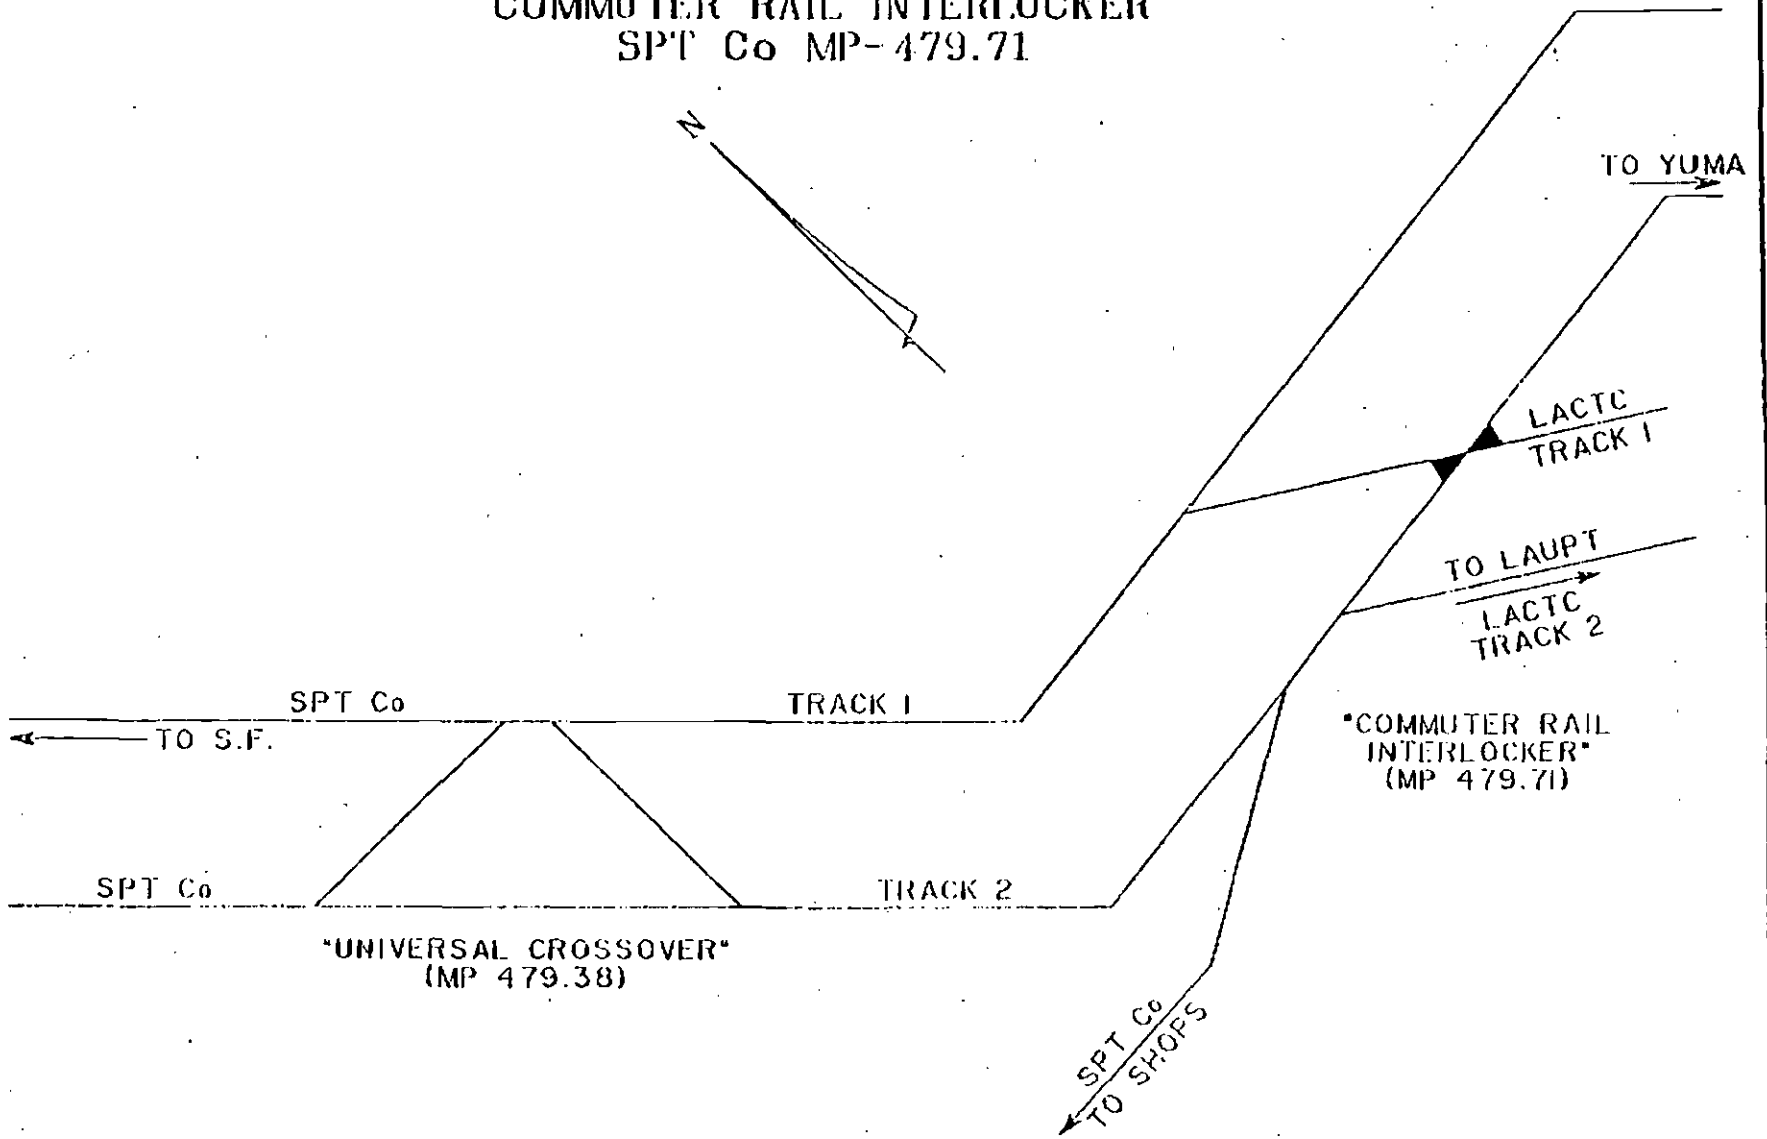 COMMUTER RAIL INTERLOCKER
SPT Co MP-479.71
N
TO YUMA
LACTC
TRACK 1
TO LAUPT
LACTC
TRACK 2
SPT Co
TRACK 1
TO S.F.
"COMMUTER RAIL
INTERLOCKER"
(MP 479.71)
SPT Co
TRACK 2
"UNIVERSAL CROSSOVER"
(MP 479.38)
SPT Co
TO SHOPS